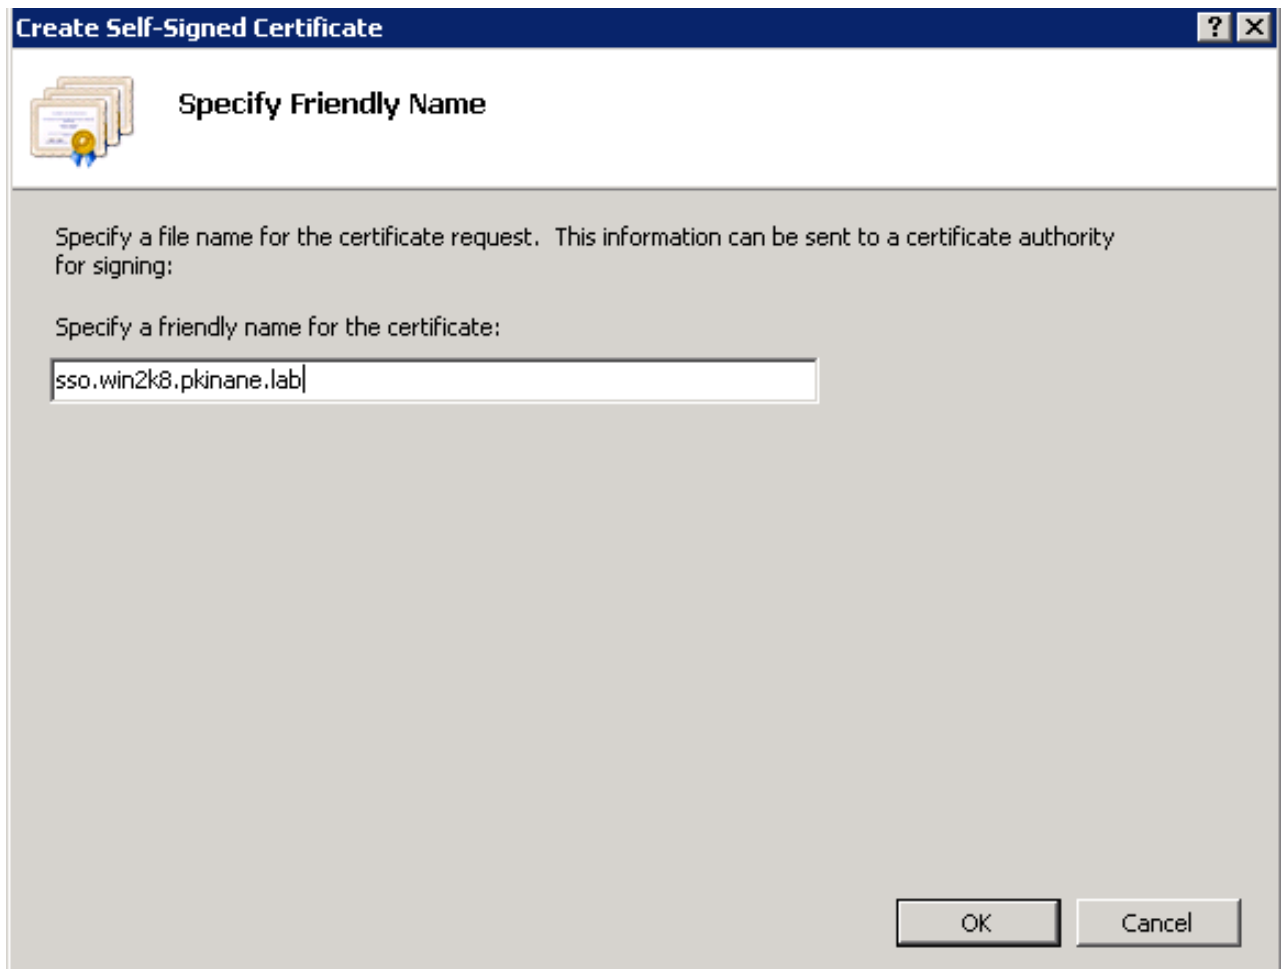 Create Self-Signed Certificate
Specify Friendly Name
Specify a file name for the certificate request.  This information can be sent to a certificate authority
for signing:
Specify a friendly name for the certificate:
sso.win2k8.pkinane.lab
OK Cancel